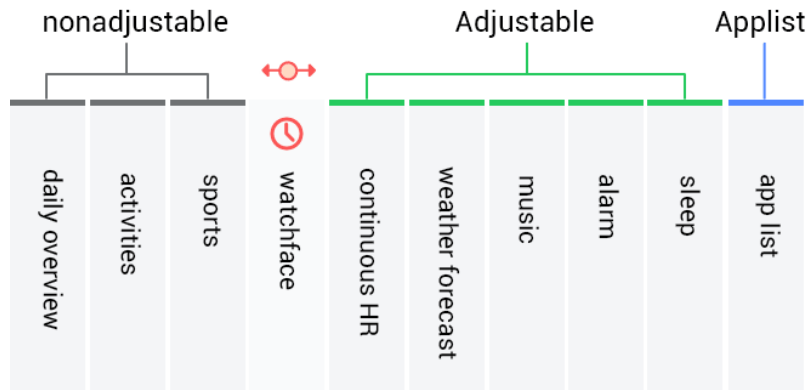 nonadjustable
Adjustable
Applist
daily overview
activities
sports
watchface
continuous HR
weather forecast
music
alarm
sleep
app list